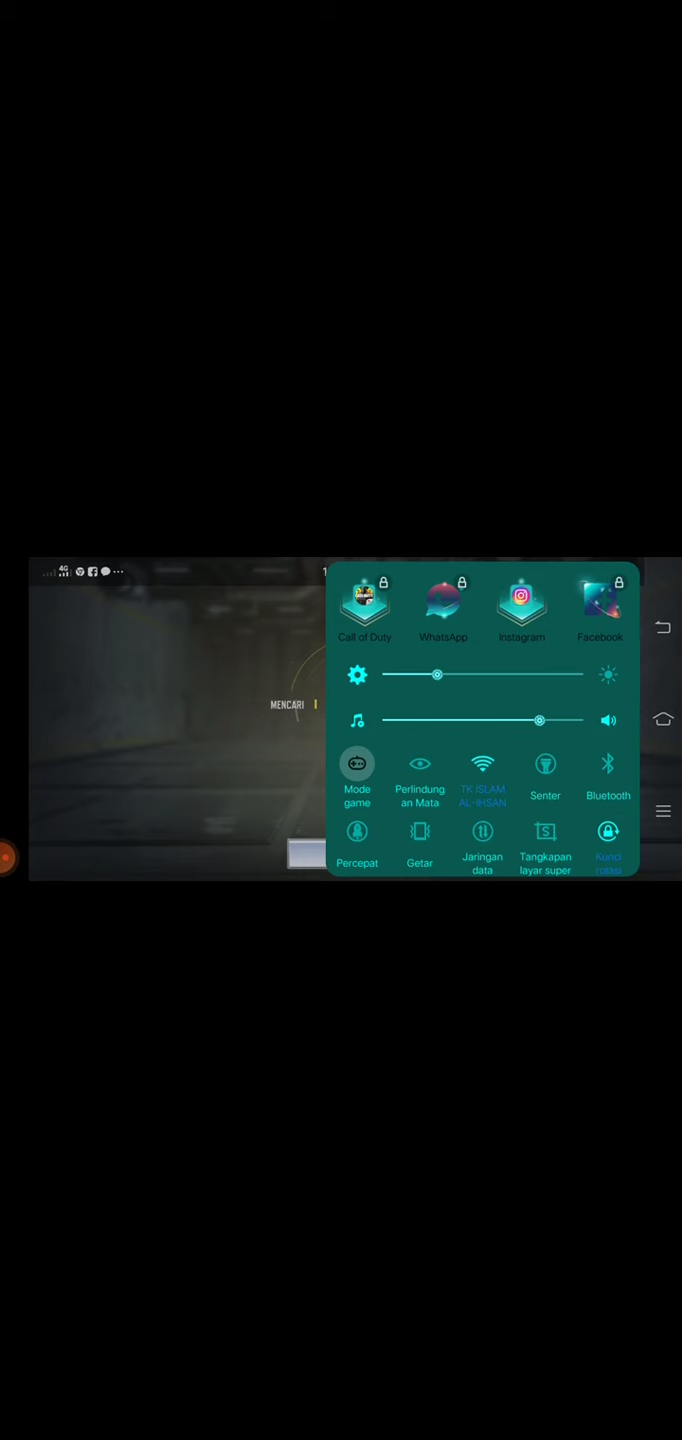 4G
Call of Duty
WhatsApp
Instagram
Facebook
MENCARI
Mode
game
Perlindung
an Mata
TK ISLAM
AL-IHSAN
Senter
Bluetooth
Percepat
Getar
Jaringan
data
Tangkapan
layar super
Kunci
rotasi